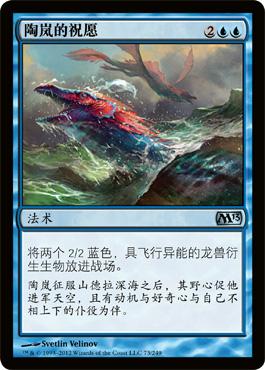 陶岚的祝愿 2
法术 M13
将两个 2/2 蓝色，具飞行异能的龙兽衍
生生物放进战场。
陶岚征服山德拉深海之后，其野心促他
进军天空，且有动机与好奇心与自己不
相上下的仆役为伴。
Svetlin Velinov
™ & © 1993–2012 Wizards of the Coast LLC 73/249